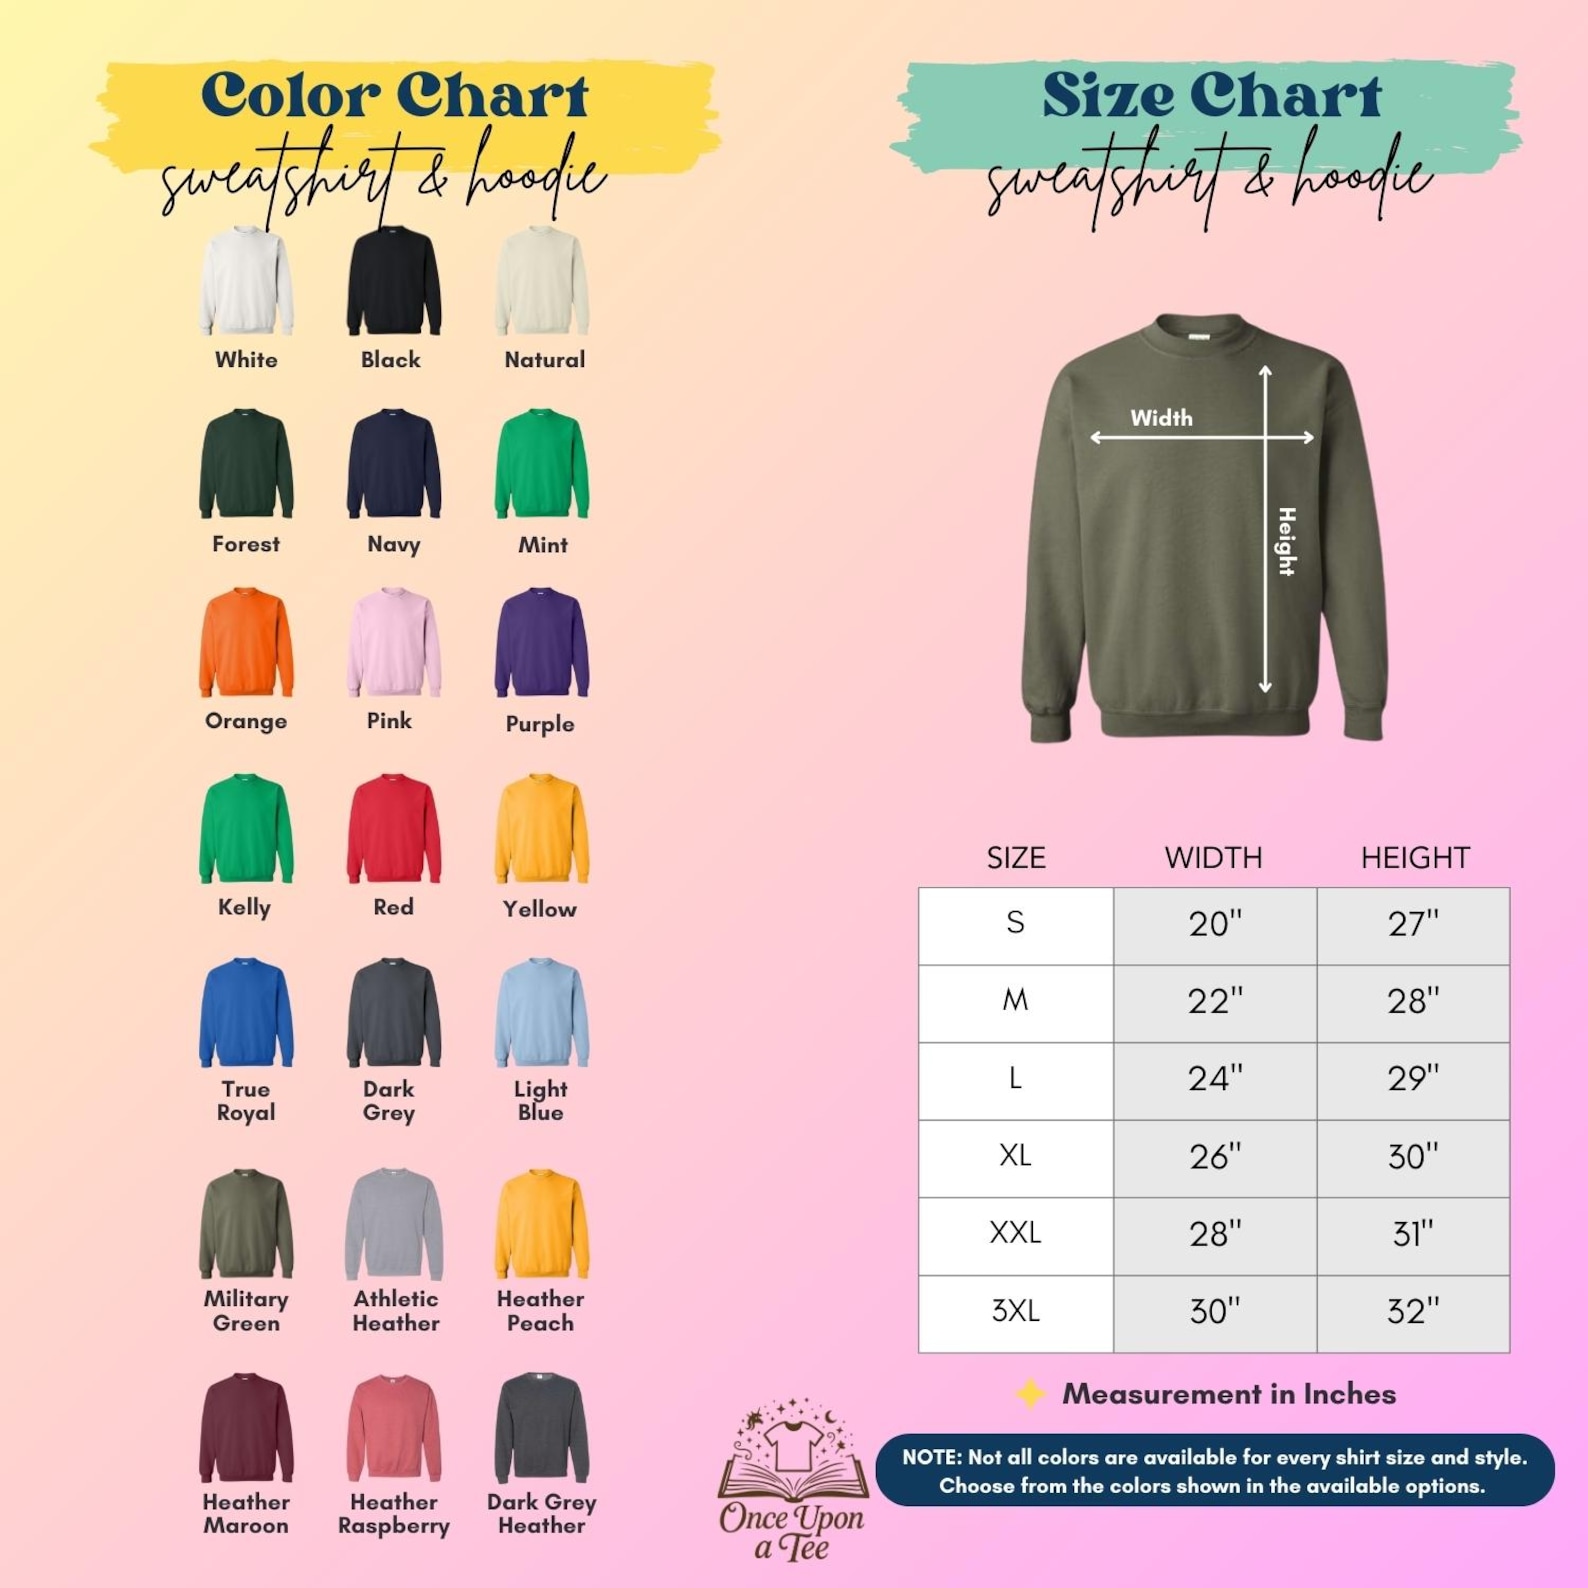 Color Chart
sweatshirt & hoodie
White
Black
Natural
Forest
Navy
Mint
Orange
Pink
Purple
Kelly
Red
Yellow
True
Royal
Dark
Grey
Light
Blue
Military
Green
Athletic
Heather
Heather
Peach
Heather
Maroon
Heather
Raspberry
Dark Grey
Heather
Size Chart
sweatshirt & hoodie
Width
Height
SIZE WIDTH HEIGHT
S 20" 27"
M 22" 28"
L 24" 29"
XL 26" 30"
XXL 28" 31"
3XL 30" 32"
Measurement in Inches
NOTE: Not all colors are available for every shirt size and style.
Choose from the colors shown in the available options.
Once Upon
a Tee